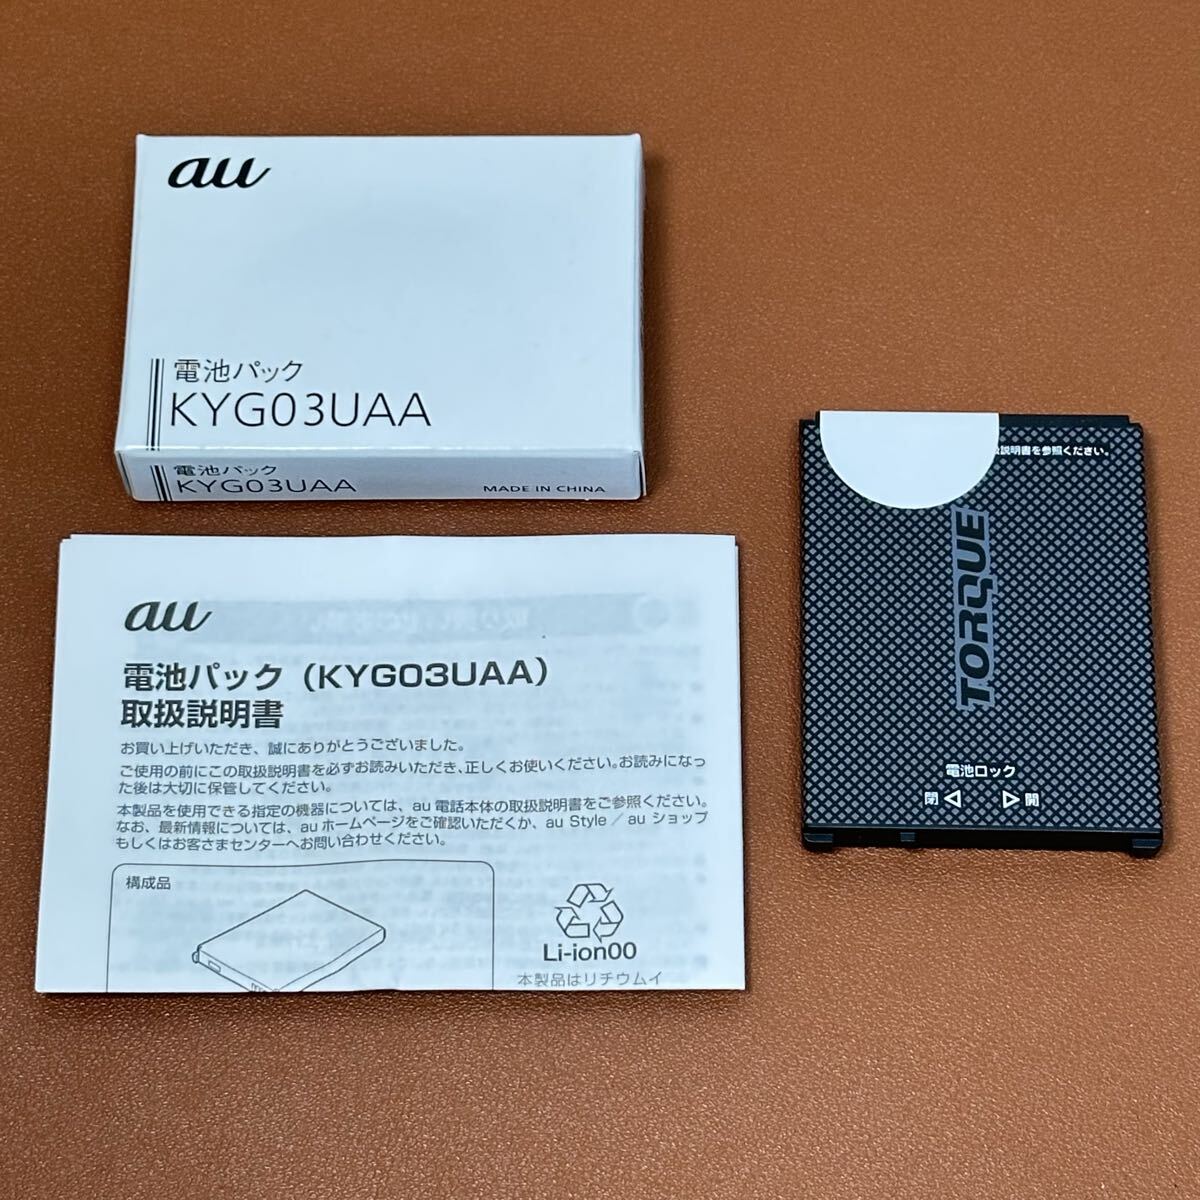 au
電池パック
KYG03UAA
電池パック
KYG03UAA
MADE IN CHINA
au
電池パック（KYG03UAA）
取扱説明書
お買い上げいただき、誠にありがとうございました。
ご使用の前にこの取扱説明書を必ずお読みいただき、正しくお使いください。お読みになっ
た後は大切に保管してください。
本製品を使用できる指定の機器については、au 電話本体の取扱説明書をご参照ください。
なお、最新情報については、au ホームページをご確認いただくか、au Style ／ au ショップ
もしくはお客さまセンターへお問い合わせください。
構成品
Li-ion00
本製品はリチウムイ
説明書を参照ください。
TORQUE
電池ロック
閉◁ ▷開